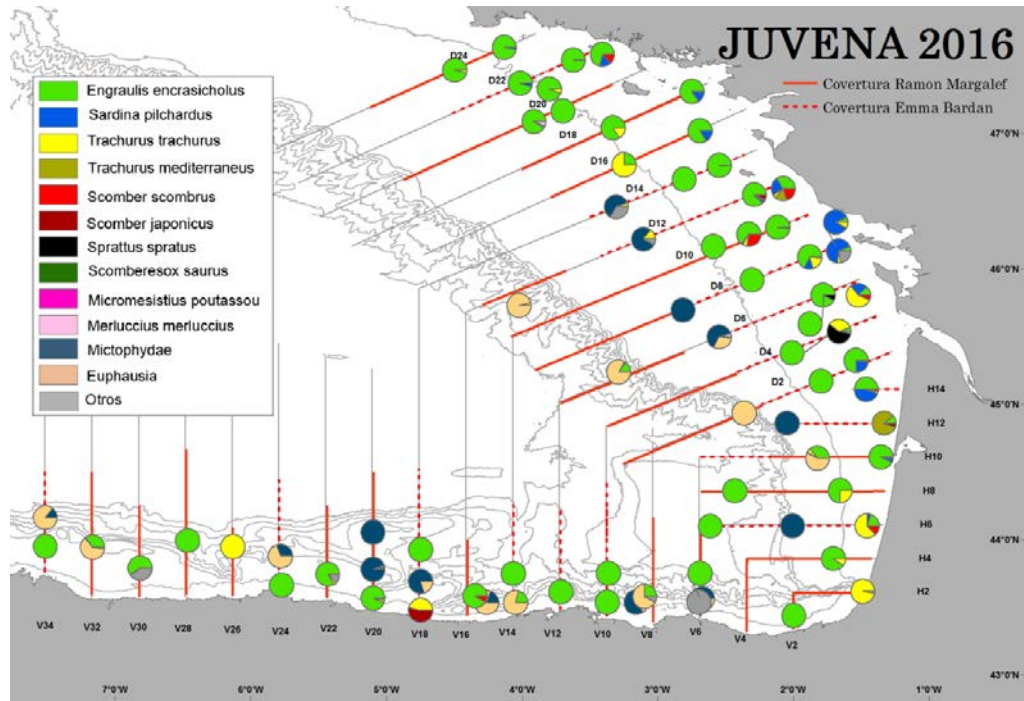 JUVENA 2016
Covertura Ramon Margalef
Covertura Emma Bardan
Engraulis encrasicholus
Sardina pilchardus
Trachurus trachurus
Trachurus mediterraneus
Scomber scombrus
Scomber japonicus
Sprattus spratus
Scomberesox saurus
Micromesistius poutassou
Merluccius merluccius
Mictophydae
Euphausia
Otros
D24
D22
D20
D18
D16
D14
D12
D10
D8
D6
D4
D2
H14
H12
H10
H8
H6
H4
H2
47°0'N
46°0'N
45°0'N
44°0'N
43°0'N
V34
V32
V30
V28
V26
V24
V22
V20
V18
V16
V14
V12
V10
V8
V6
V4
V2
7°0'W
6°0'W
5°0'W
4°0'W
3°0'W
2°0'W
1°0'W